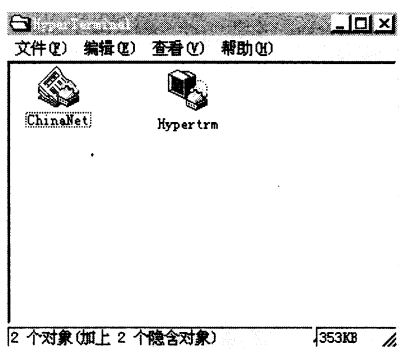 HyperTerminal
文件(F) 编辑(E) 查看(V) 帮助(H)
ChinaNet Hypertrm
2 个对象(加上 2 个隐含对象) 353KB